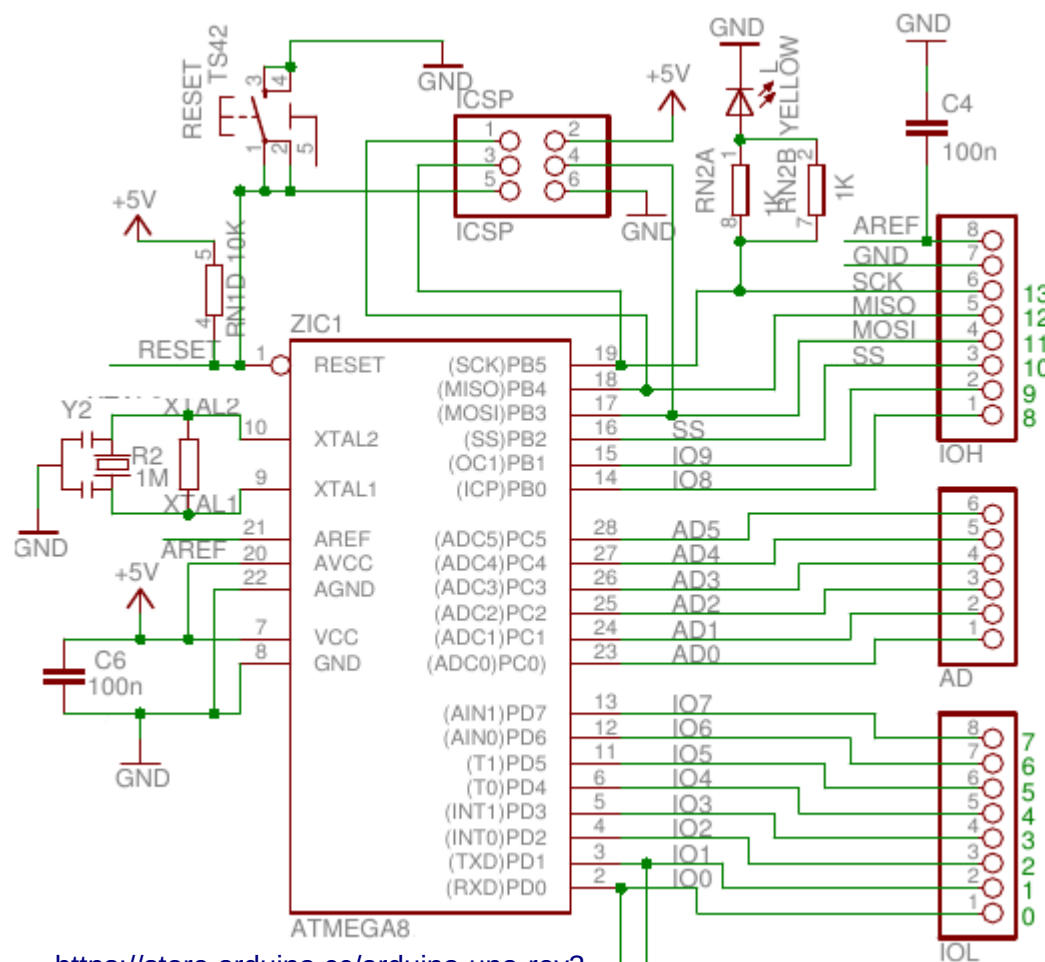 RESET
TS42
3
4
1
2
5
GND
ICSP
1
2
3
4
5
6
ICSP
+5V
GND
GND
L
YELLOW
RN2A
1
8
1K
RN2B
2
7
1K
GND
C4
100n
+5V
5
4
RN1D 10K
RESET
AREF
GND
SCK
MISO
MOSI
SS
8
7
6
5
4
3
2
1
13
12
11
10
9
8
IOH
ZIC1
1
RESET
(SCK)PB5
19
(MISO)PB4
18
(MOSI)PB3
17
Y2
XTAL2
10
XTAL2
(SS)PB2
16
SS
R2
1M
(OC1)PB1
15
IO9
9
XTAL1
(ICP)PB0
14
IO8
XTAL1
GND
21
AREF
AREF
(ADC5)PC5
28
AD5
20
AVCC
(ADC4)PC4
27
AD4
22
AGND
(ADC3)PC3
26
AD3
+5V
(ADC2)PC2
25
AD2
7
VCC
(ADC1)PC1
24
AD1
8
GND
(ADC0)PC0)
23
AD0
6
5
4
3
2
1
AD
C6
100n
GND
(AIN1)PD7
13
IO7
(AIN0)PD6
12
IO6
(T1)PD5
11
IO5
(T0)PD4
6
IO4
(INT1)PD3
5
IO3
(INT0)PD2
4
IO2
(TXD)PD1
3
IO1
(RXD)PD0
2
IO0
8
7
6
5
4
3
2
1
7
6
5
4
3
2
1
0
IOL
ATMEGA8